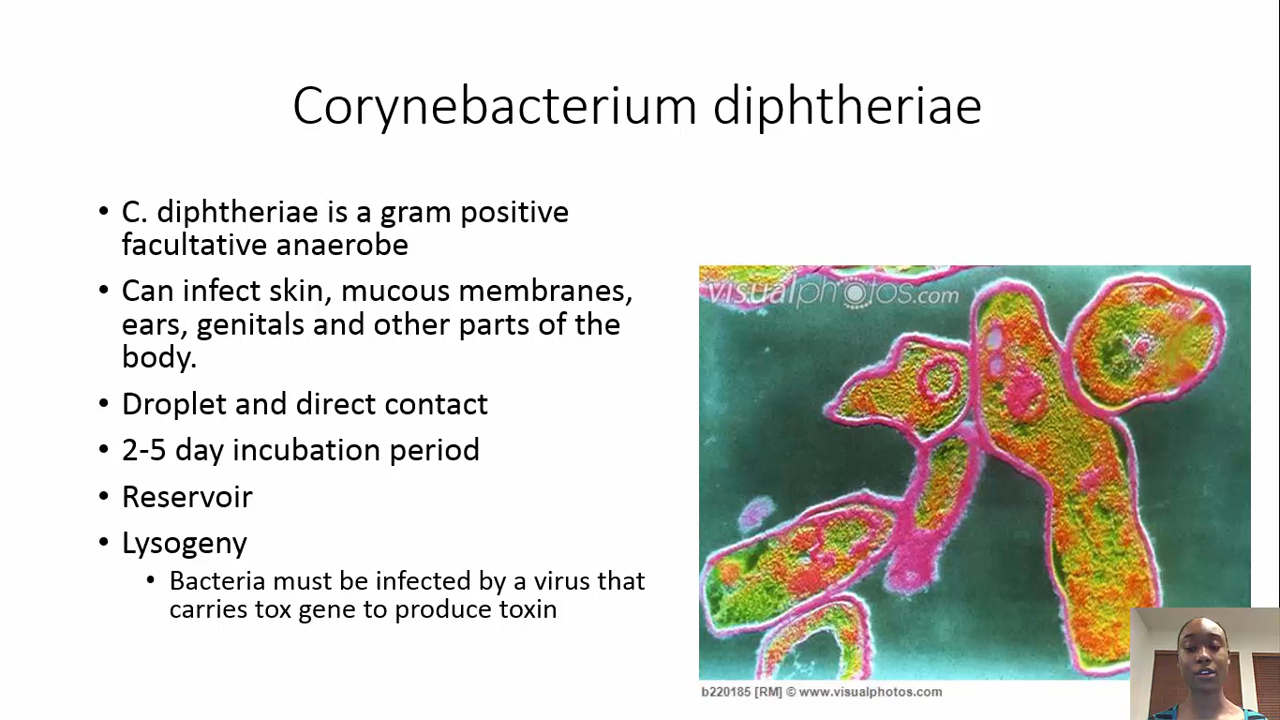 Corynebacterium diphtheriae
• C. diphtheriae is a gram positive
facultative anaerobe
• Can infect skin, mucous membranes,
ears, genitals and other parts of the
body.
• Droplet and direct contact
• 2-5 day incubation period
• Reservoir
• Lysogeny
• Bacteria must be infected by a virus that
carries tox gene to produce toxin
visualphotos.com
b220185 [RM] © www.visualphotos.com